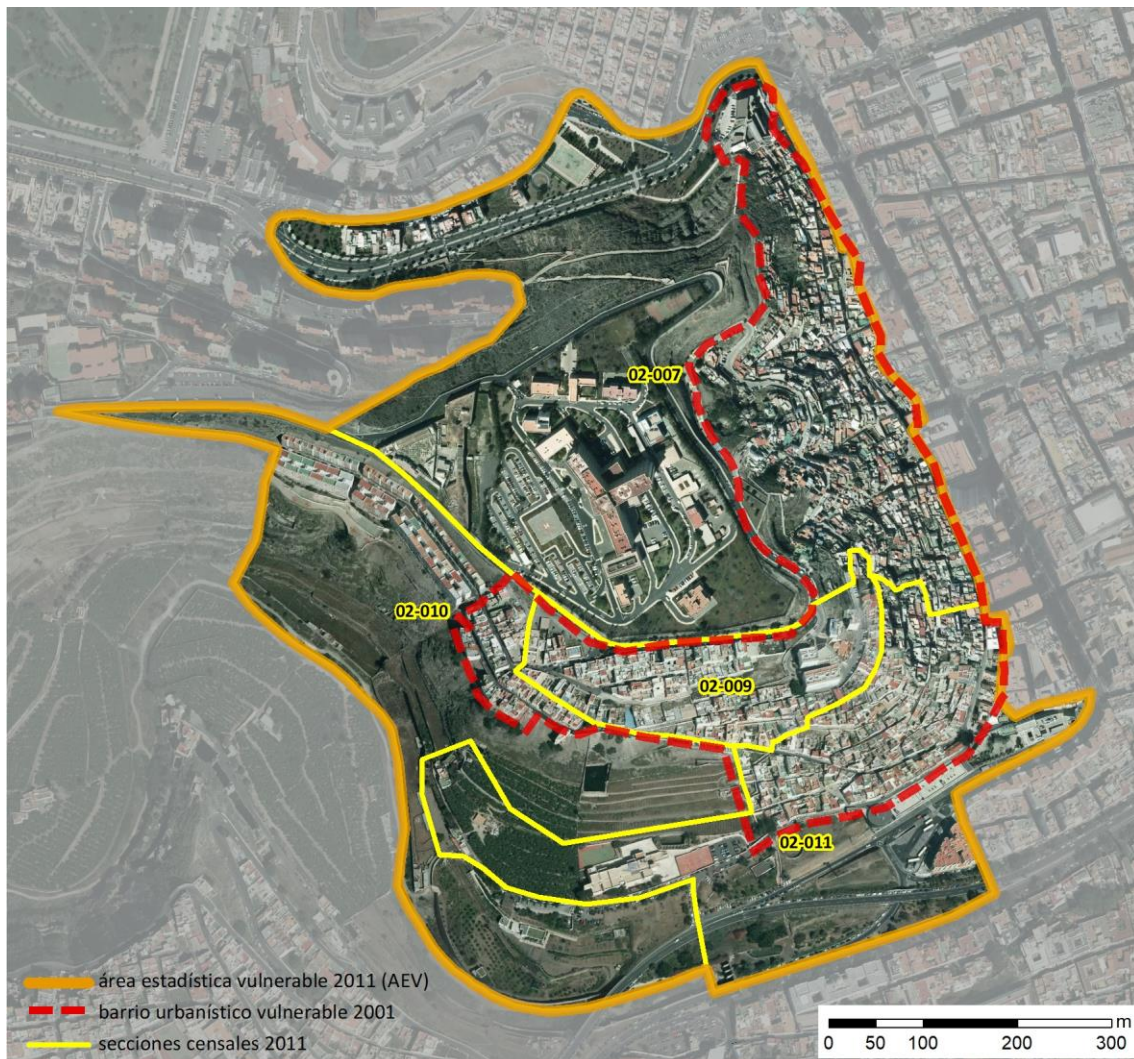 02-007
02-010
02-009
02-011
área estadística vulnerable 2011 (AEV)
barrio urbanístico vulnerable 2001
secciones censales 2011
m
0 50 100 200 300